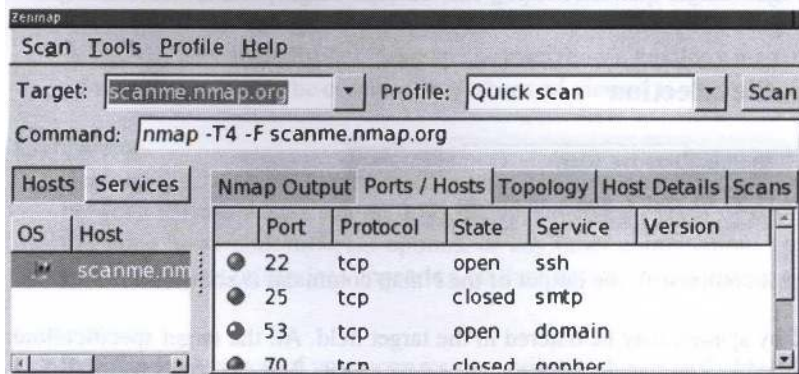 Zenmap
Scan Tools Profile Help
Target: scanme.nmap.org Profile: Quick scan Scan
Command: nmap -T4 -F scanme.nmap.org
Hosts Services Nmap Output Ports / Hosts Topology Host Details Scans
OS Host Port Protocol State Service Version
scanme.nm 22 tcp open ssh
25 tcp closed smtp
53 tcp open domain
70 tcp closed gopher